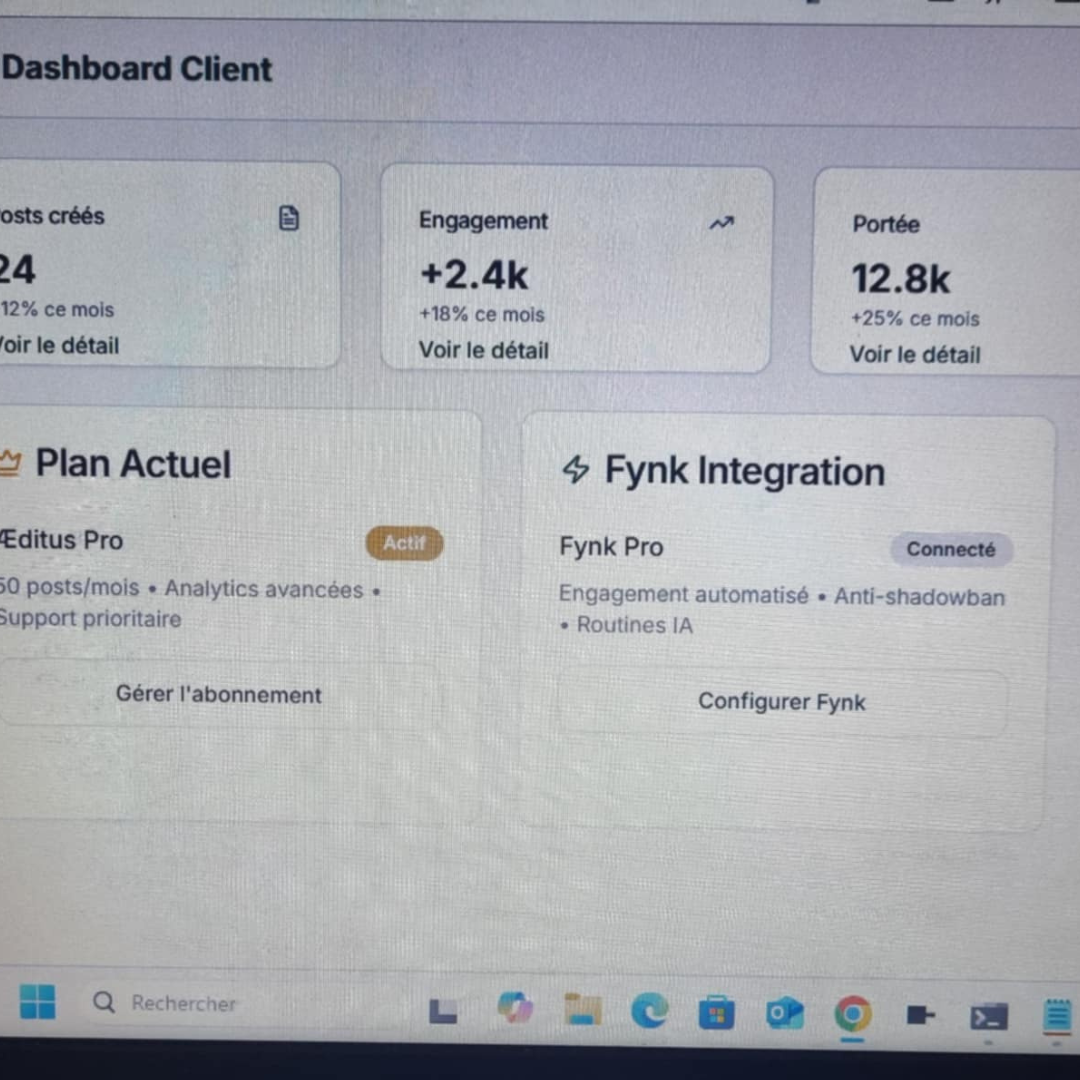 Dashboard Client
osts créés
24
12% ce mois
oir le détail
Engagement
+2.4k
+18% ce mois
Voir le détail
Portée
12.8k
+25% ce mois
Voir le détail
Plan Actuel
Æditus Pro
Actif
50 posts/mois • Analytics avancées •
Support prioritaire
Gérer l'abonnement
Fynk Integration
Fynk Pro
Connecté
Engagement automatisé • Anti-shadowban
• Routines IA
Configurer Fynk
Rechercher